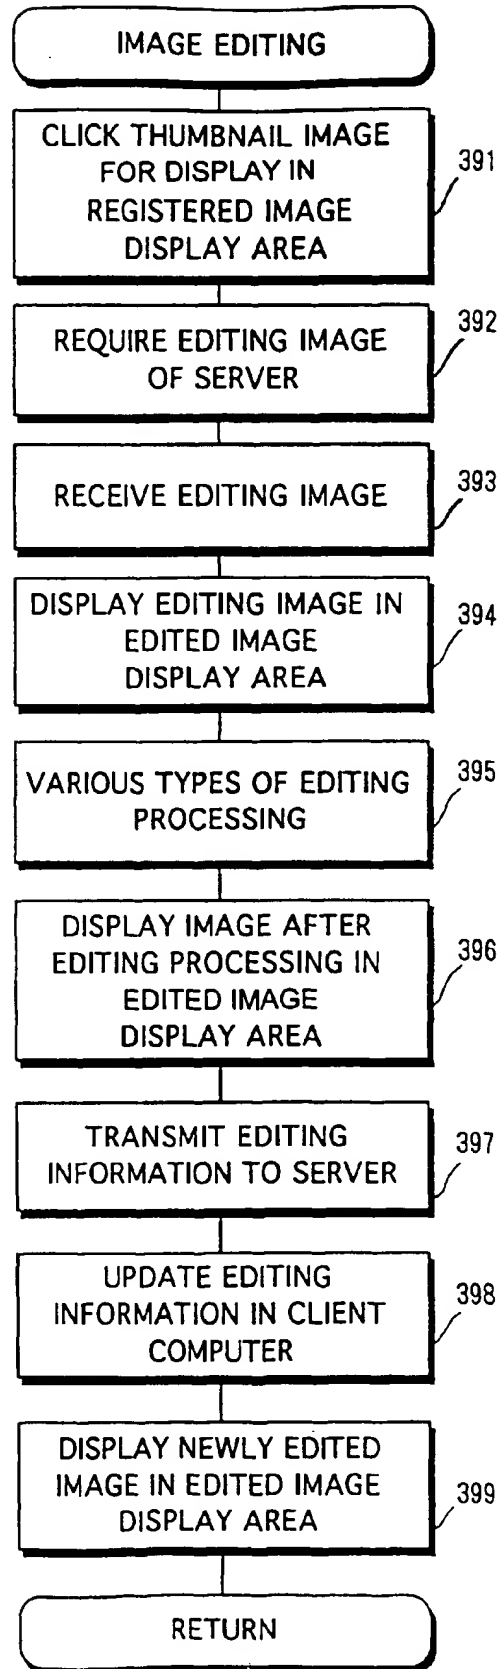 IMAGE EDITING
CLICK THUMBNAIL IMAGE
FOR DISPLAY IN
REGISTERED IMAGE
DISPLAY AREA
391
REQUIRE EDITING IMAGE
OF SERVER
392
RECEIVE EDITING IMAGE
393
DISPLAY EDITING IMAGE IN
EDITED IMAGE
DISPLAY AREA
394
VARIOUS TYPES OF EDITING
PROCESSING
395
DISPLAY IMAGE AFTER
EDITING PROCESSING IN
EDITED IMAGE
DISPLAY AREA
396
TRANSMIT EDITING
INFORMATION TO SERVER
397
UPDATE EDITING
INFORMATION IN CLIENT
COMPUTER
398
DISPLAY NEWLY EDITED
IMAGE IN EDITED IMAGE
DISPLAY AREA
399
RETURN